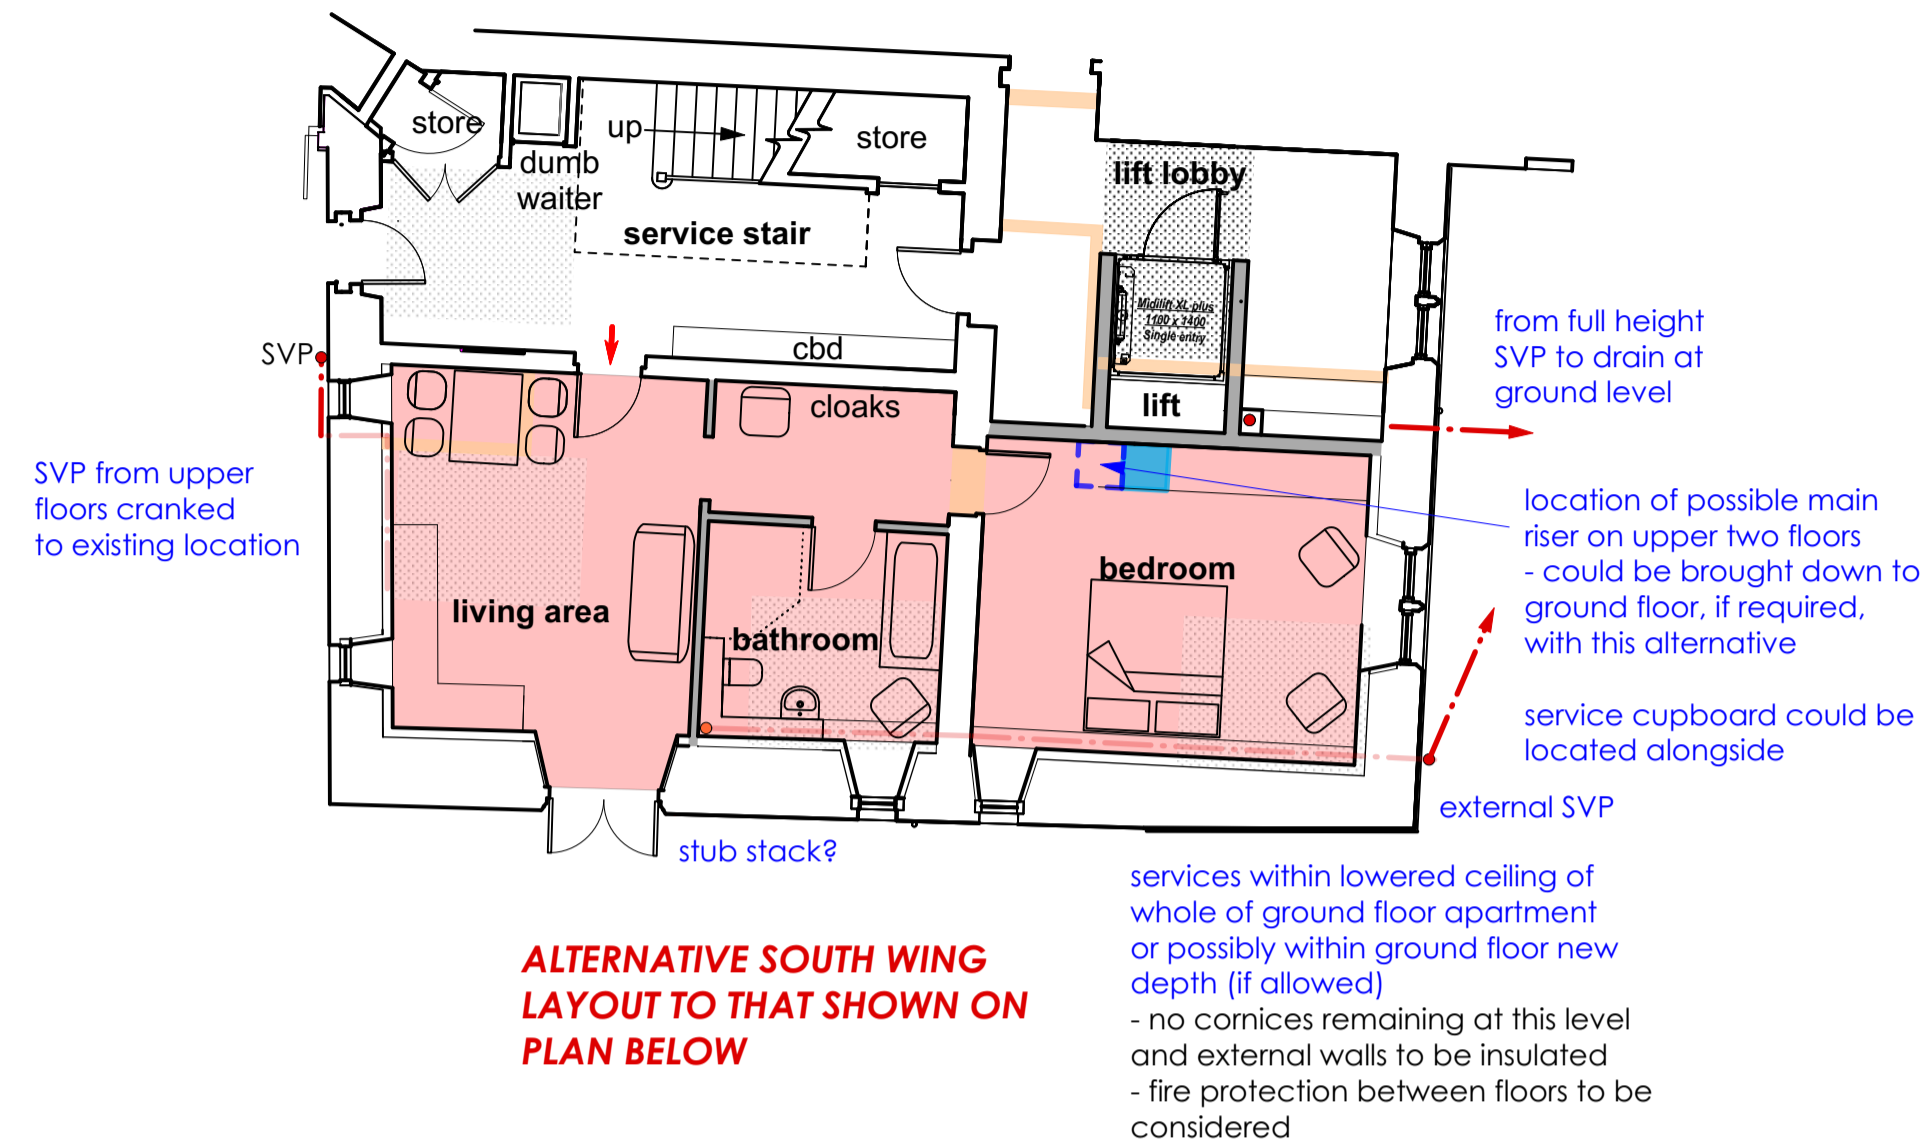 store
dumb
waiter
up
store
service stair
lift lobby
Midilift XL plus
1100 x 1400
Single entry
lift
cbd
SVP
cloaks
living area
bathroom
bedroom
SVP from upper
floors cranked
to existing location
from full height
SVP to drain at
ground level
location of possible main
riser on upper two floors
- could be brought down to
ground floor, if required,
with this alternative
service cupboard could be
located alongside
external SVP
stub stack?
services within lowered ceiling of
whole of ground floor apartment
or possibly within ground floor new
depth (if allowed)
- no cornices remaining at this level
and external walls to be insulated
- fire protection between floors to be
considered
ALTERNATIVE SOUTH WING
LAYOUT TO THAT SHOWN ON
PLAN BELOW